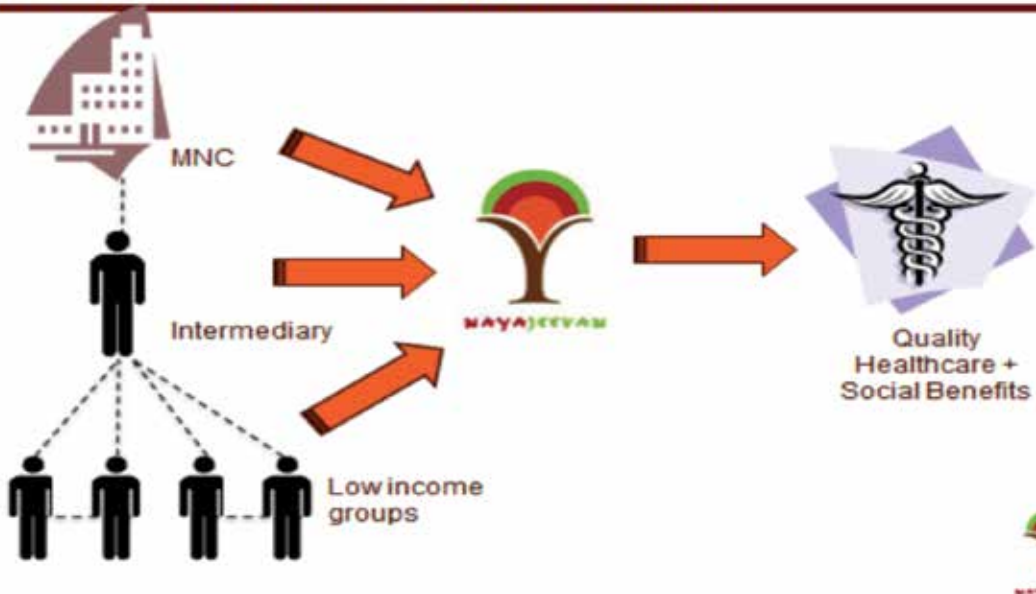 MNC
Intermediary
NAYAJEEVAN
Quality
Healthcare +
Social Benefits
Low income
groups